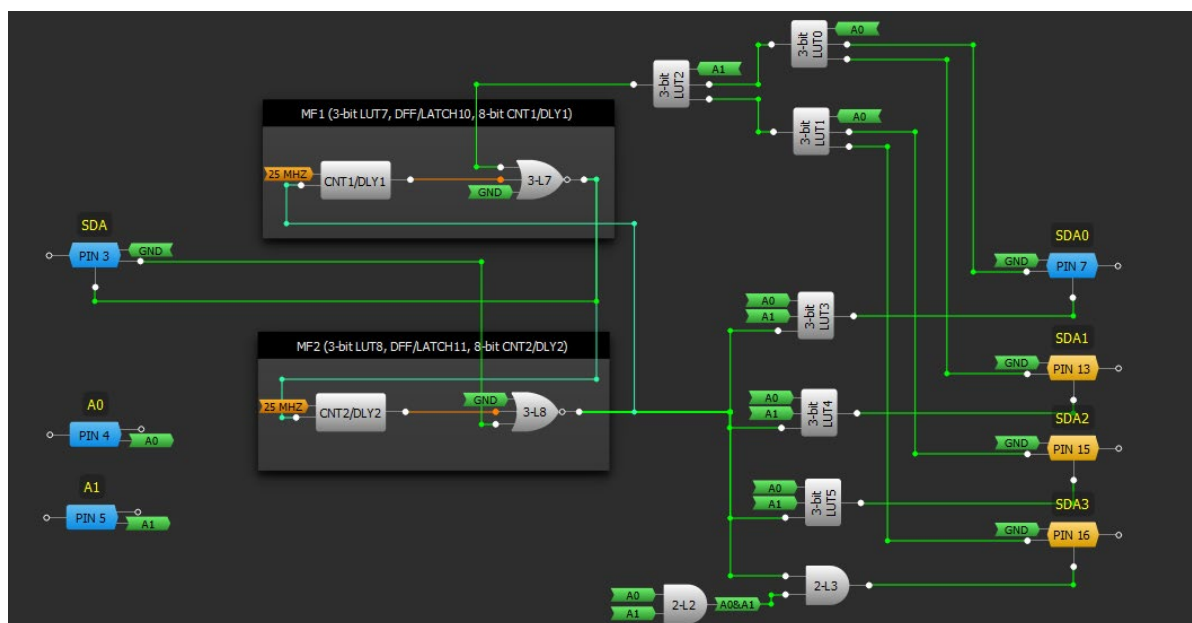 A0
3-bit LUT0
A1
3-bit LUT2
A0
3-bit LUT1
MF1 (3-bit LUT7, DFF/LATCH10, 8-bit CNT1/DLY1)
25 MHZ
CNT1/DLY1
3-L7
GND
SDA
PIN 3
GND
SDA0
GND
PIN 7
A0
A1
3-bit LUT3
MF2 (3-bit LUT8, DFF/LATCH11, 8-bit CNT2/DLY2)
25 MHZ
CNT2/DLY2
GND
3-L8
SDA1
GND
PIN 13
A0
A1
3-bit LUT4
A0
PIN 4
A0
SDA2
GND
PIN 15
A1
PIN 5
A1
A0
A1
3-bit LUT5
SDA3
GND
PIN 16
A0
A1
2-L2
A0&A1
2-L3